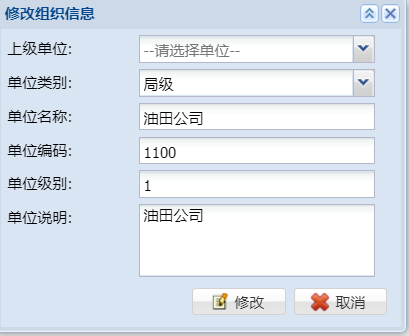 修改组织信息
上级单位: --请选择单位--
单位类别: 局级
单位名称: 油田公司
单位编码: 1100
单位级别: 1
单位说明: 油田公司
修改 取消